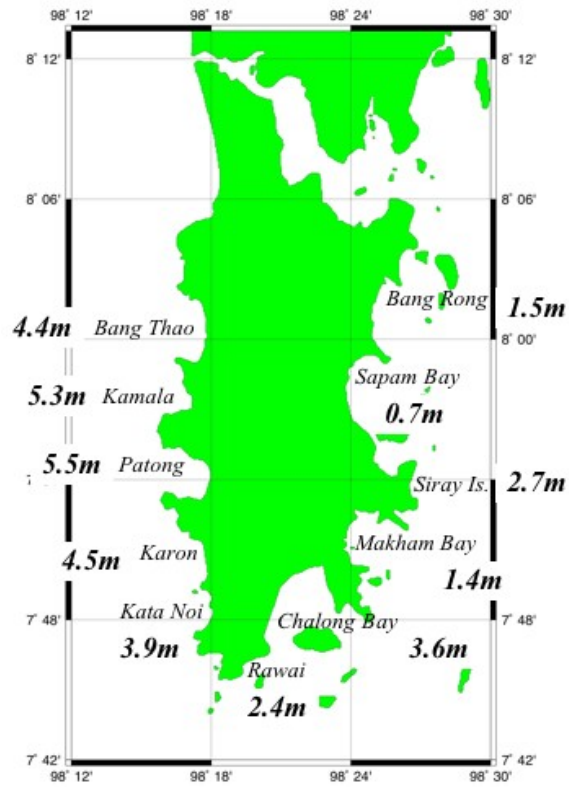 98° 12' 98° 18' 98° 24' 98° 30'
8° 12' 8° 12'
8° 06' 8° 06'
Bang Rong 1.5m
4.4m Bang Thao
8° 00'
Sapam Bay
5.3m Kamala
0.7m
5.5m Patong
Siray Is. 2.7m
Makham Bay
4.5m Karon
1.4m
Kata Noi
Chalong Bay
7° 48' 7° 48'
3.9m 3.6m
Rawai
2.4m
7° 42' 7° 42'
98° 12' 98° 18' 98° 24' 98° 30'